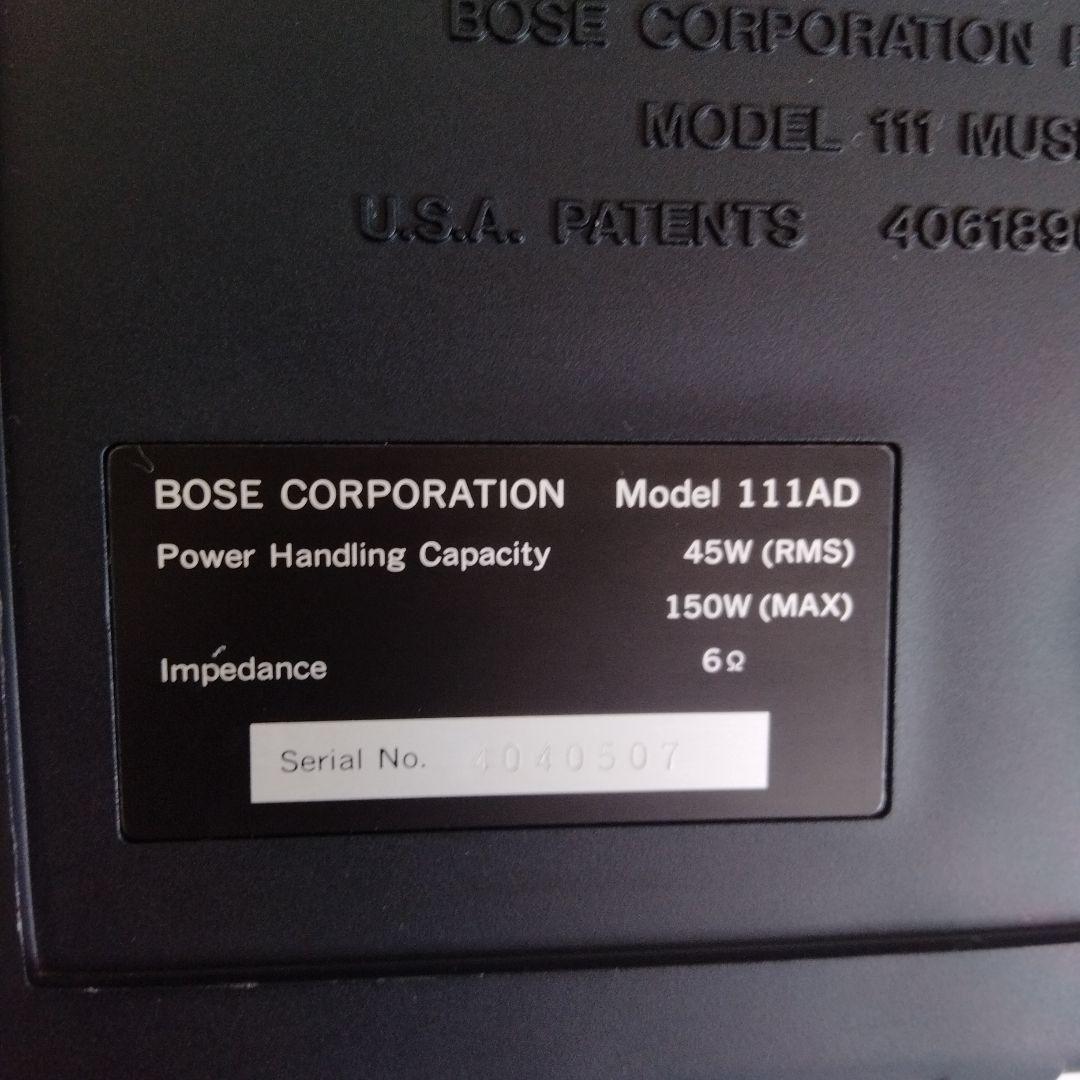 BOSE CORPORATION
MODEL 111
U.S.A. PATENTS 406189
BOSE CORPORATION Model 111AD
Power Handling Capacity 45W (RMS)
150W (MAX)
Impedance 6Ω
Serial No. 4040507